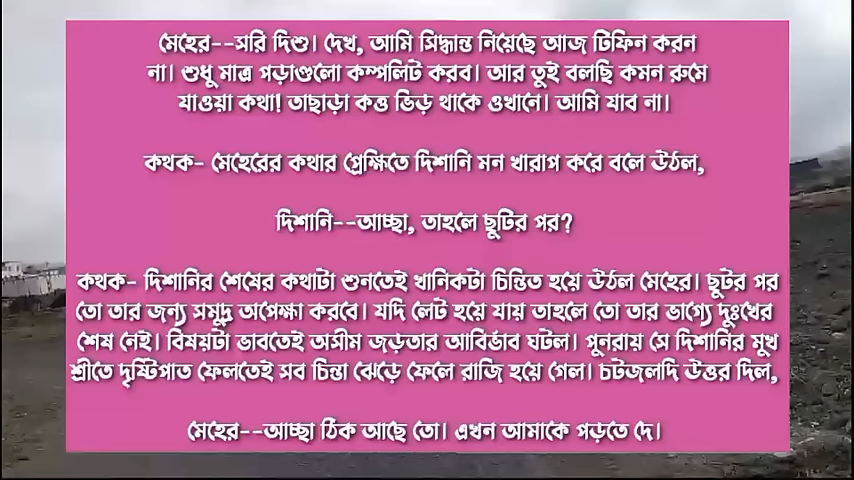 মেহের--সরি দিশু। দেখ, আমি সিদ্ধান্ত নিয়েছে আজ টিফিন করন
না। শুধু মাত্র পড়াগুলো কম্পলিট করব। আর তুই বলছি কমন রুমে
যাওয়া কথা! তাছাড়া কত্ত ভিড় থাকে ওখানে। আমি যাব না।
কথক- মেহেরের কথার প্রেক্ষিতে দিশানি মন খারাপ করে বলে উঠল,
দিশানি--আচ্ছা, তাহলে ছুটির পর?
কথক- দিশানির শেষের কথাটা শুনতেই খানিকটা চিন্তিত হয়ে উঠল মেহের। ছুটর পর
তো তার জন্য সমুদ্র অপেক্ষা করবে। যদি লেট হয়ে যায় তাহলে তো তার ভাগ্যে দুঃখের
শেষ নেই। বিষয়টা ভাবতেই অসীম জড়তার আবির্ভাব ঘটল। পুনরায় সে দিশানির মুখ
শ্রীতে দৃষ্টিপাত ফেলতেই সব চিন্তা ঝেড়ে ফেলে রাজি হয়ে গেল। চটজলদি উত্তর দিল,
মেহের--আচ্ছা ঠিক আছে তো। এখন আমাকে পড়তে দে।